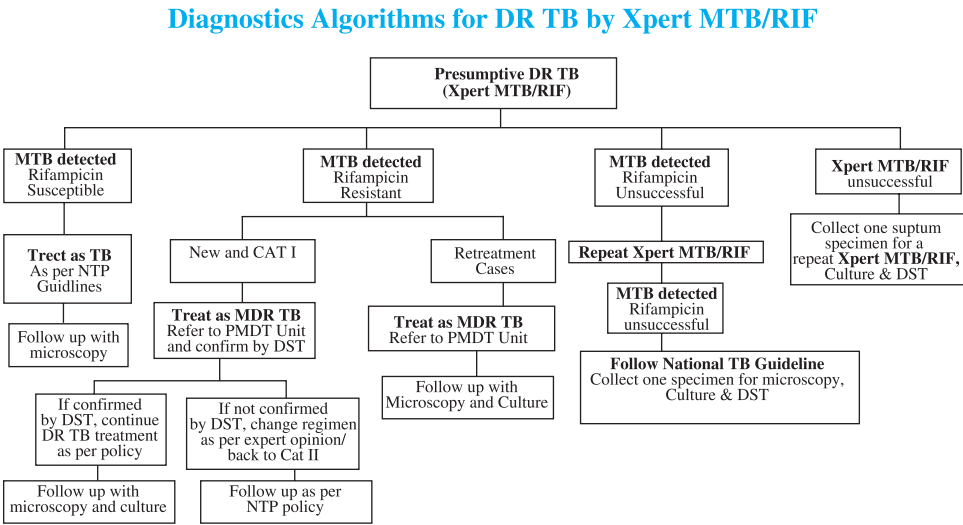 Diagnostics Algorithms for DR TB by Xpert MTB/RIF
Presumptive DR TB
(Xpert MTB/RIF)
MTB detected
Rifampicin
Susceptible
MTB detected
Rifampicin
Resistant
MTB detected
Rifampicin
Unsuccessful
Xpert MTB/RIF
unsuccessful
Trect as TB
As per NTP
Guidlines
New and CAT I
Retreatment
Cases
Repeat Xpert MTB/RIF
Collect one suptum
specimen for a
repeat Xpert MTB/RIF,
Culture & DST
MTB detected
Rifampicin
unsuccessful
Follow up with
microscopy
Treat as MDR TB
Refer to PMDT Unit
and confirm by DST
Treat as MDR TB
Refer to PMDT Unit
Follow National TB Guideline
Collect one specimen for microscopy,
Culture & DST
Follow up with
Microscopy and Culture
If confirmed
by DST, continue
DR TB treatment
as per policy
If not confirmed
by DST, change regimen
as per expert opinion/
back to Cat II
Follow up with
microscopy and culture
Follow up as per
NTP policy